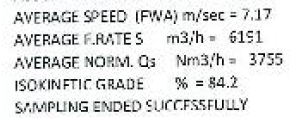 AVERAGE SPEED (FWA) m/sec = 7.17
AVERAGE F.RATE S m3/h = 6151
AVERAGE NORM. Qs Nm3/h = 3755
ISOKINETIC GRADE % = 84.2
SAMPLING ENDED SUCCESSFULLY